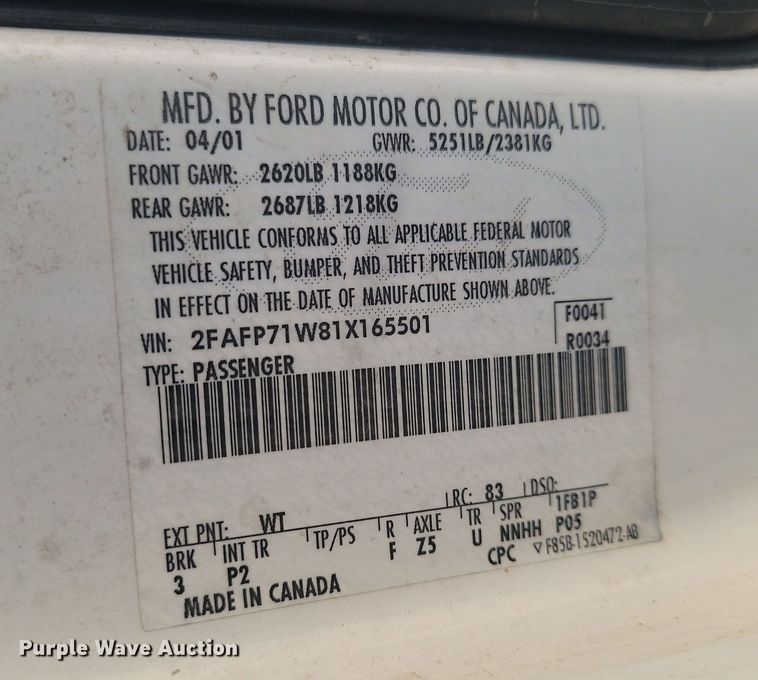 MFD. BY FORD MOTOR CO. OF CANADA, LTD.
DATE: 04/01 GVWR: 5251LB/2381KG
FRONT GAWR: 2620LB 1188KG
REAR GAWR: 2687LB 1218KG
THIS VEHICLE CONFORMS TO ALL APPLICABLE FEDERAL MOTOR
VEHICLE SAFETY, BUMPER, AND THEFT PREVENTION STANDARDS
IN EFFECT ON THE DATE OF MANUFACTURE SHOWN ABOVE.
VIN: 2FAFP71W81X165501 F0041
TYPE: PASSENGER R0034
EXT PNT: WT RC: 83 DSO:
BRK INT TR TP/PS R AXLE TR SPR 1FB1P
3 P2 F Z5 U NNHH P05
MADE IN CANADA CPC ▽F85B-1520472-AB
Purple Wave Auction